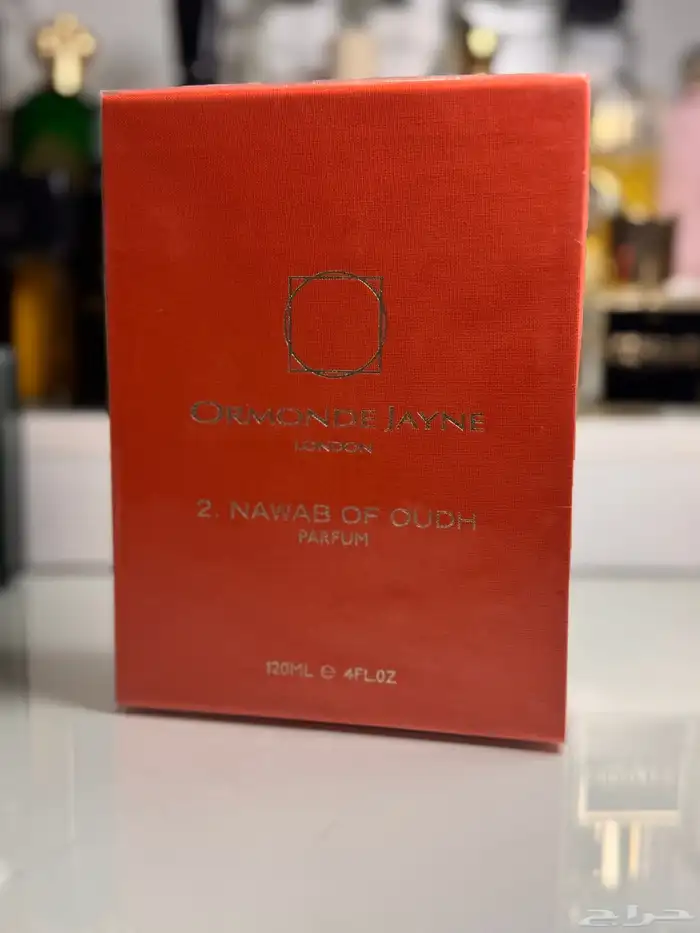 ORMONDE JAYNE
LONDON
2. NAWAB OF OUDH
PARFUM
120ML ℮ 4FL.OZ
حراج